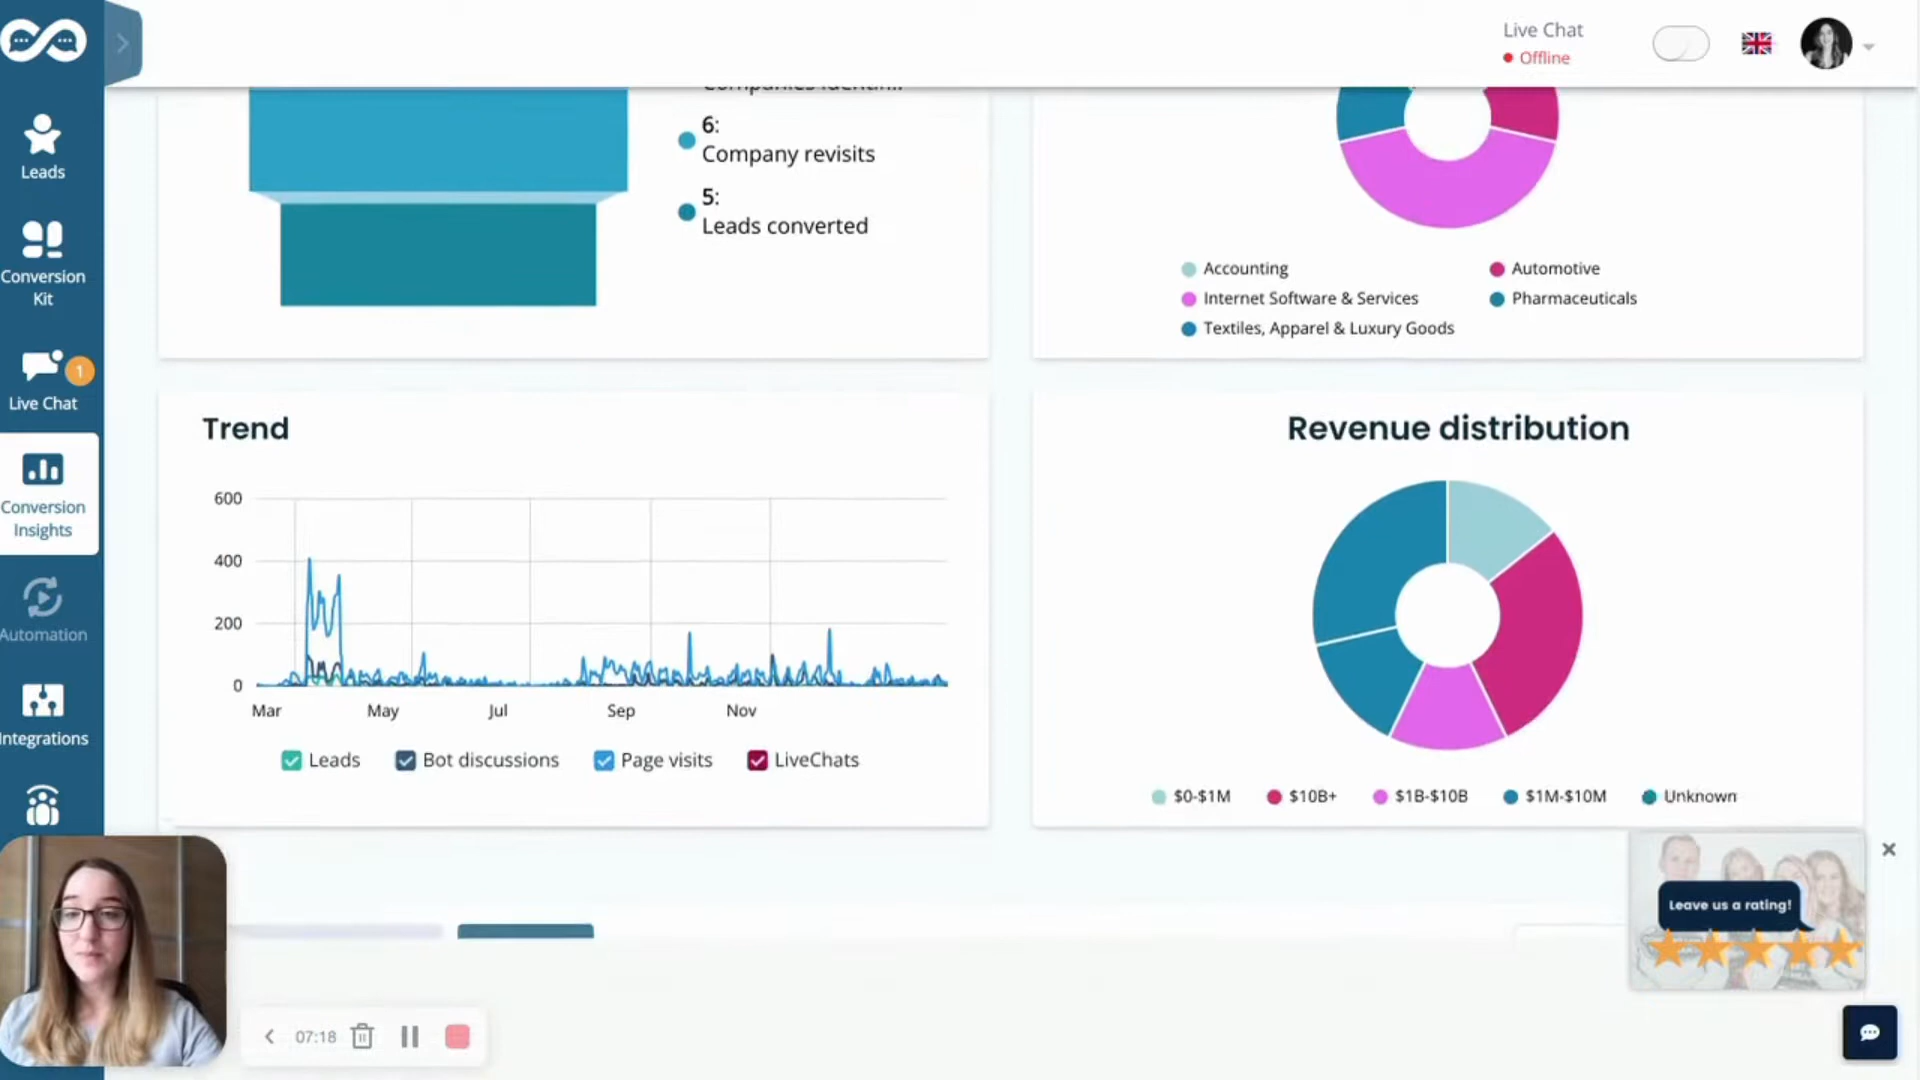 Live Chat
Offline
Leads
Conversion
Kit
1
Live Chat
Conversion
Insights
Automation
Integrations
6:
Company revisits
5:
Leads converted
Accounting
Automotive
Internet Software & Services
Pharmaceuticals
Textiles, Apparel & Luxury Goods
Trend
600
400
200
0
Mar
May
Jul
Sep
Nov
Leads
Bot discussions
Page visits
LiveChats
Revenue distribution
$0-$1M
$10B+
$1B-$10B
$1M-$10M
Unknown
Leave us a rating!
07:18